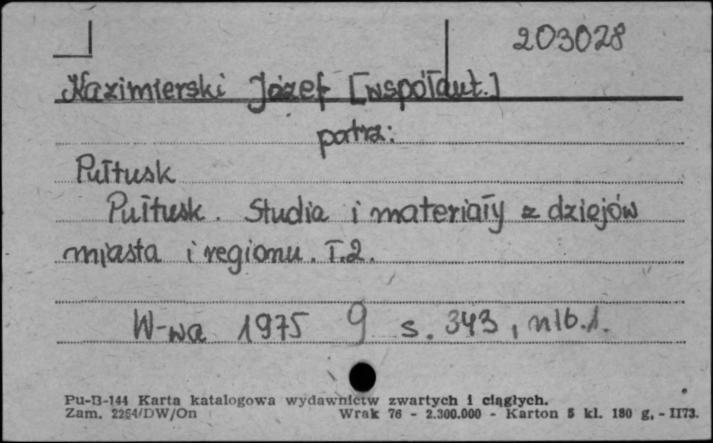 203028
Kazimierski Józef [współaut.]
patrz:
Pułtusk
Pułtusk. Studia i materiały z dziejów
miasta i regionu. T.2.
W-wa 1975 9 s. 343, nlb.1.
Pu-B-144 Karta katalogowa wydawnictw zwartych i ciągłych.
Zam. 2264/DW/On Wrak 76 - 2.300.000 - Karton 5 kl. 180 g. - II73.